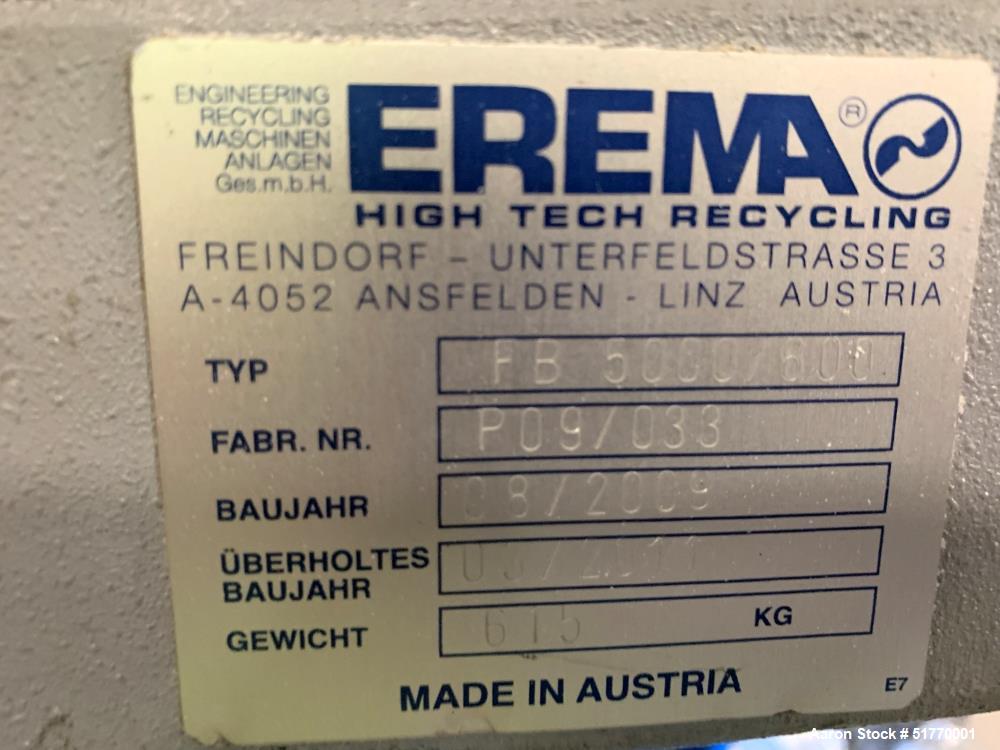 ENGINEERING
RECYCLING
MASCHINEN
ANLAGEN
Ges.m.b.H.
EREMA®
HIGH TECH RECYCLING
FREINDORF - UNTERFELDSTRASSE 3
A-4052 ANSFELDEN - LINZ AUSTRIA
TYP FB 5000/600
FABR. NR. P09/033
BAUJAHR 08/2009
ÜBERHOLTES
BAUJAHR
GEWICHT 615 KG
MADE IN AUSTRIA E7
Aaron Stock # 51770001